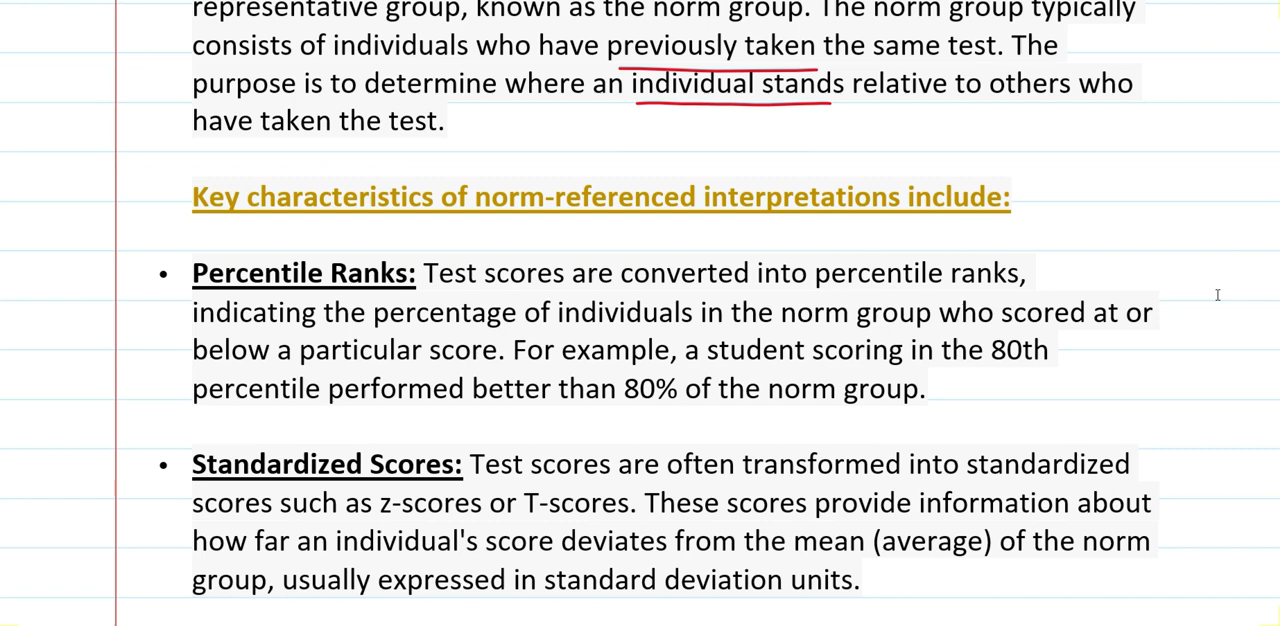 representative group, known as the norm group. The norm group typically
consists of individuals who have previously taken the same test. The
purpose is to determine where an individual stands relative to others who
have taken the test.
Key characteristics of norm-referenced interpretations include:
• Percentile Ranks: Test scores are converted into percentile ranks,
indicating the percentage of individuals in the norm group who scored at or
below a particular score. For example, a student scoring in the 80th
percentile performed better than 80% of the norm group.
• Standardized Scores: Test scores are often transformed into standardized
scores such as z-scores or T-scores. These scores provide information about
how far an individual's score deviates from the mean (average) of the norm
group, usually expressed in standard deviation units.